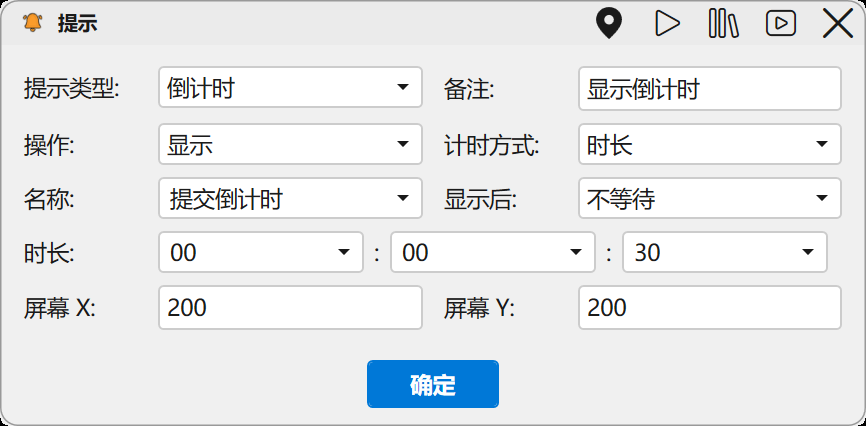 提示
提示类型: 倒计时 备注: 显示倒计时
操作: 显示 计时方式: 时长
名称: 提交倒计时 显示后: 不等待
时长: 00 : 00 : 30
屏幕 X: 200 屏幕 Y: 200
确定